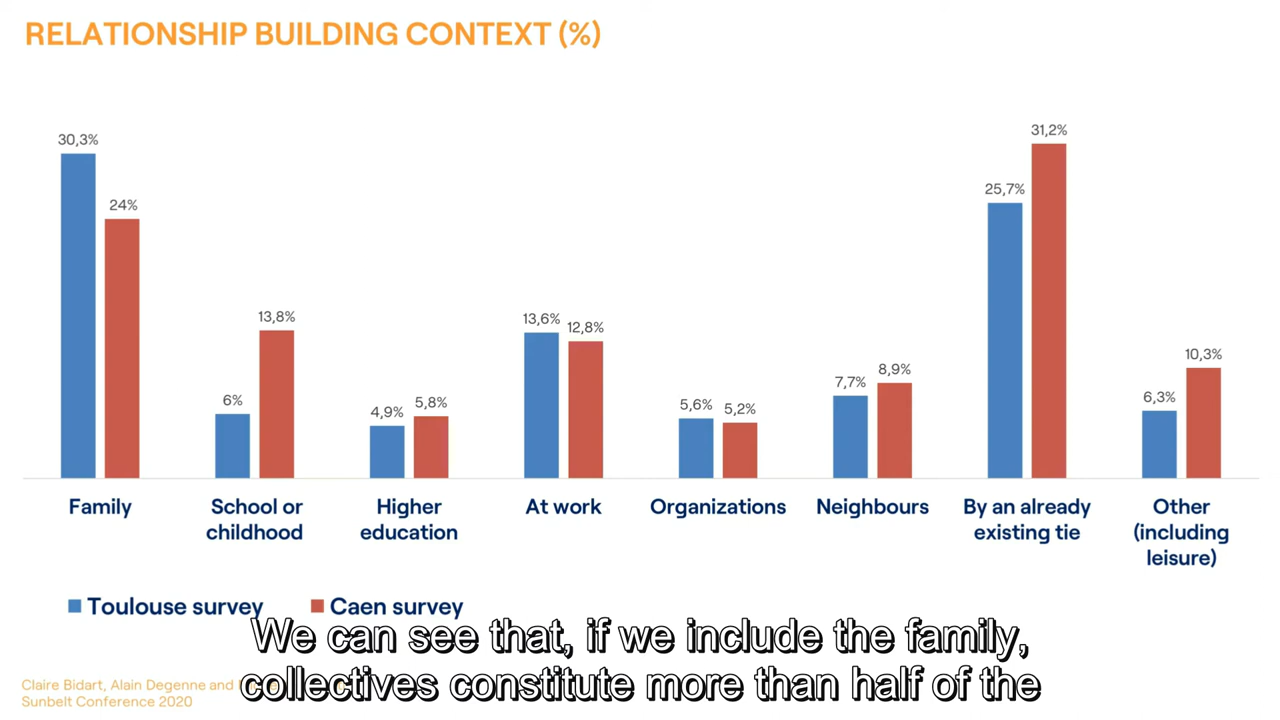 RELATIONSHIP BUILDING CONTEXT (%)
30,3%
24%
6%
13,8%
4,9%
5,8%
13,6%
12,8%
5,6%
5,2%
7,7%
8,9%
25,7%
31,2%
6,3%
10,3%
Family
School or
childhood
Higher
education
At work
Organizations
Neighbours
By an already
existing tie
Other
(including
leisure)
Toulouse survey
Caen survey
We can see that, if we include the family,
collectives constitute more than half of the
Claire Bidart, Alain Degenne and
Sunbelt Conference 2020